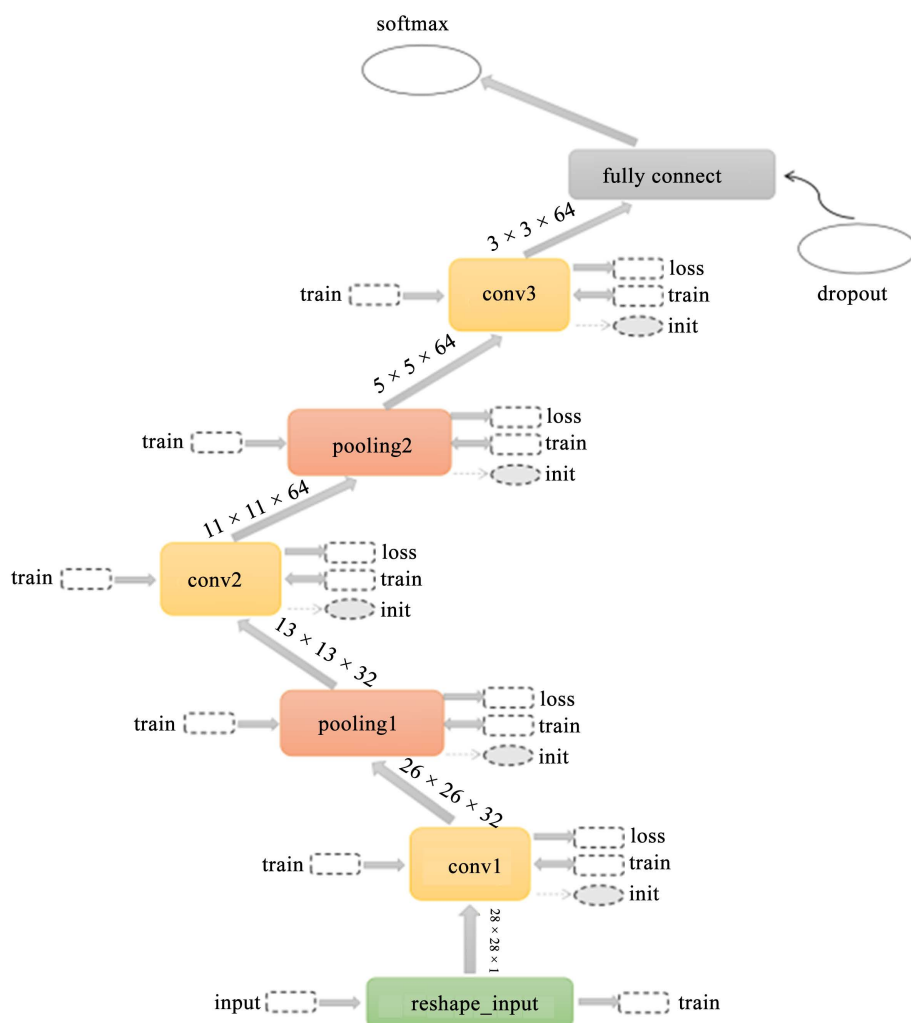 softmax
fully connect
3 × 3 × 64
dropout
loss
train
conv3
train
init
5 × 5 × 64
loss
train
pooling2
train
init
11 × 11 × 64
loss
train
conv2
train
init
13 × 13 × 32
loss
train
pooling1
train
init
26 × 26 × 32
loss
train
conv1
train
init
28 × 28 × 1
input
reshape_input
train